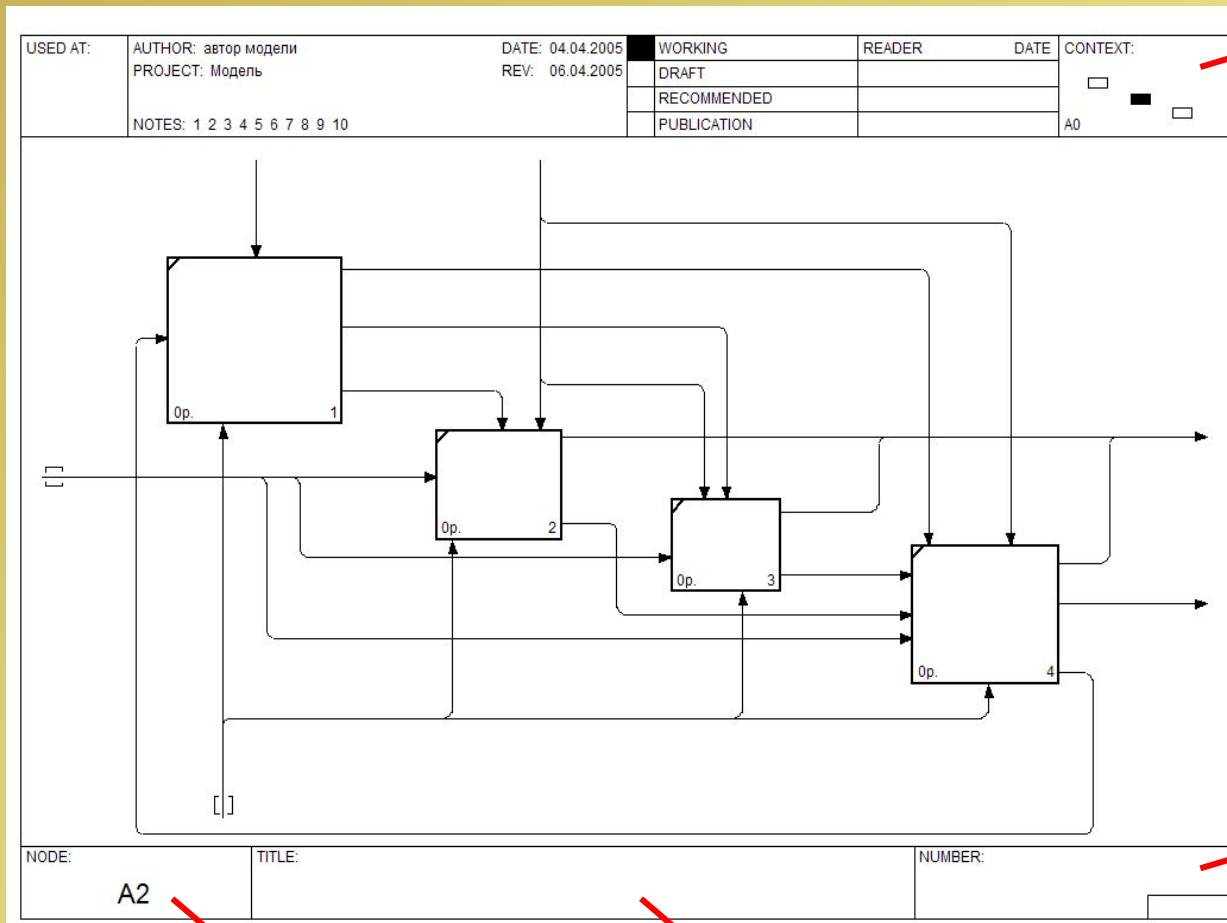 USED AT:
AUTHOR: автор модели
DATE: 04.04.2005
PROJECT: Модель
REV: 06.04.2005
NOTES: 1 2 3 4 5 6 7 8 9 10
WORKING
DRAFT
RECOMMENDED
PUBLICATION
READER DATE
CONTEXT:
A0
0р. 1
0р. 2
0р. 3
0р. 4
NODE:
A2
TITLE:
NUMBER: